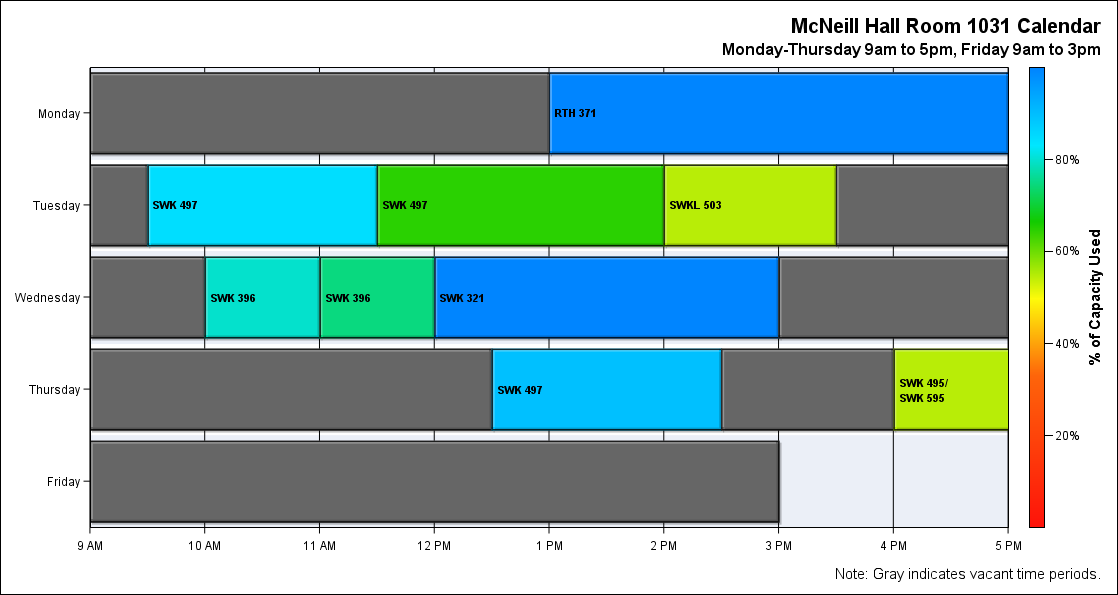 McNeill Hall Room 1031 Calendar
Monday-Thursday 9am to 5pm, Friday 9am to 3pm
Monday
RTH 371
Tuesday
SWK 497
SWK 497
SWKL 503
Wednesday
SWK 396
SWK 396
SWK 321
Thursday
SWK 497
SWK 495/
SWK 595
Friday
9 AM
10 AM
11 AM
12 PM
1 PM
2 PM
3 PM
4 PM
5 PM
80%
60%
40%
20%
% of Capacity Used
Note: Gray indicates vacant time periods.